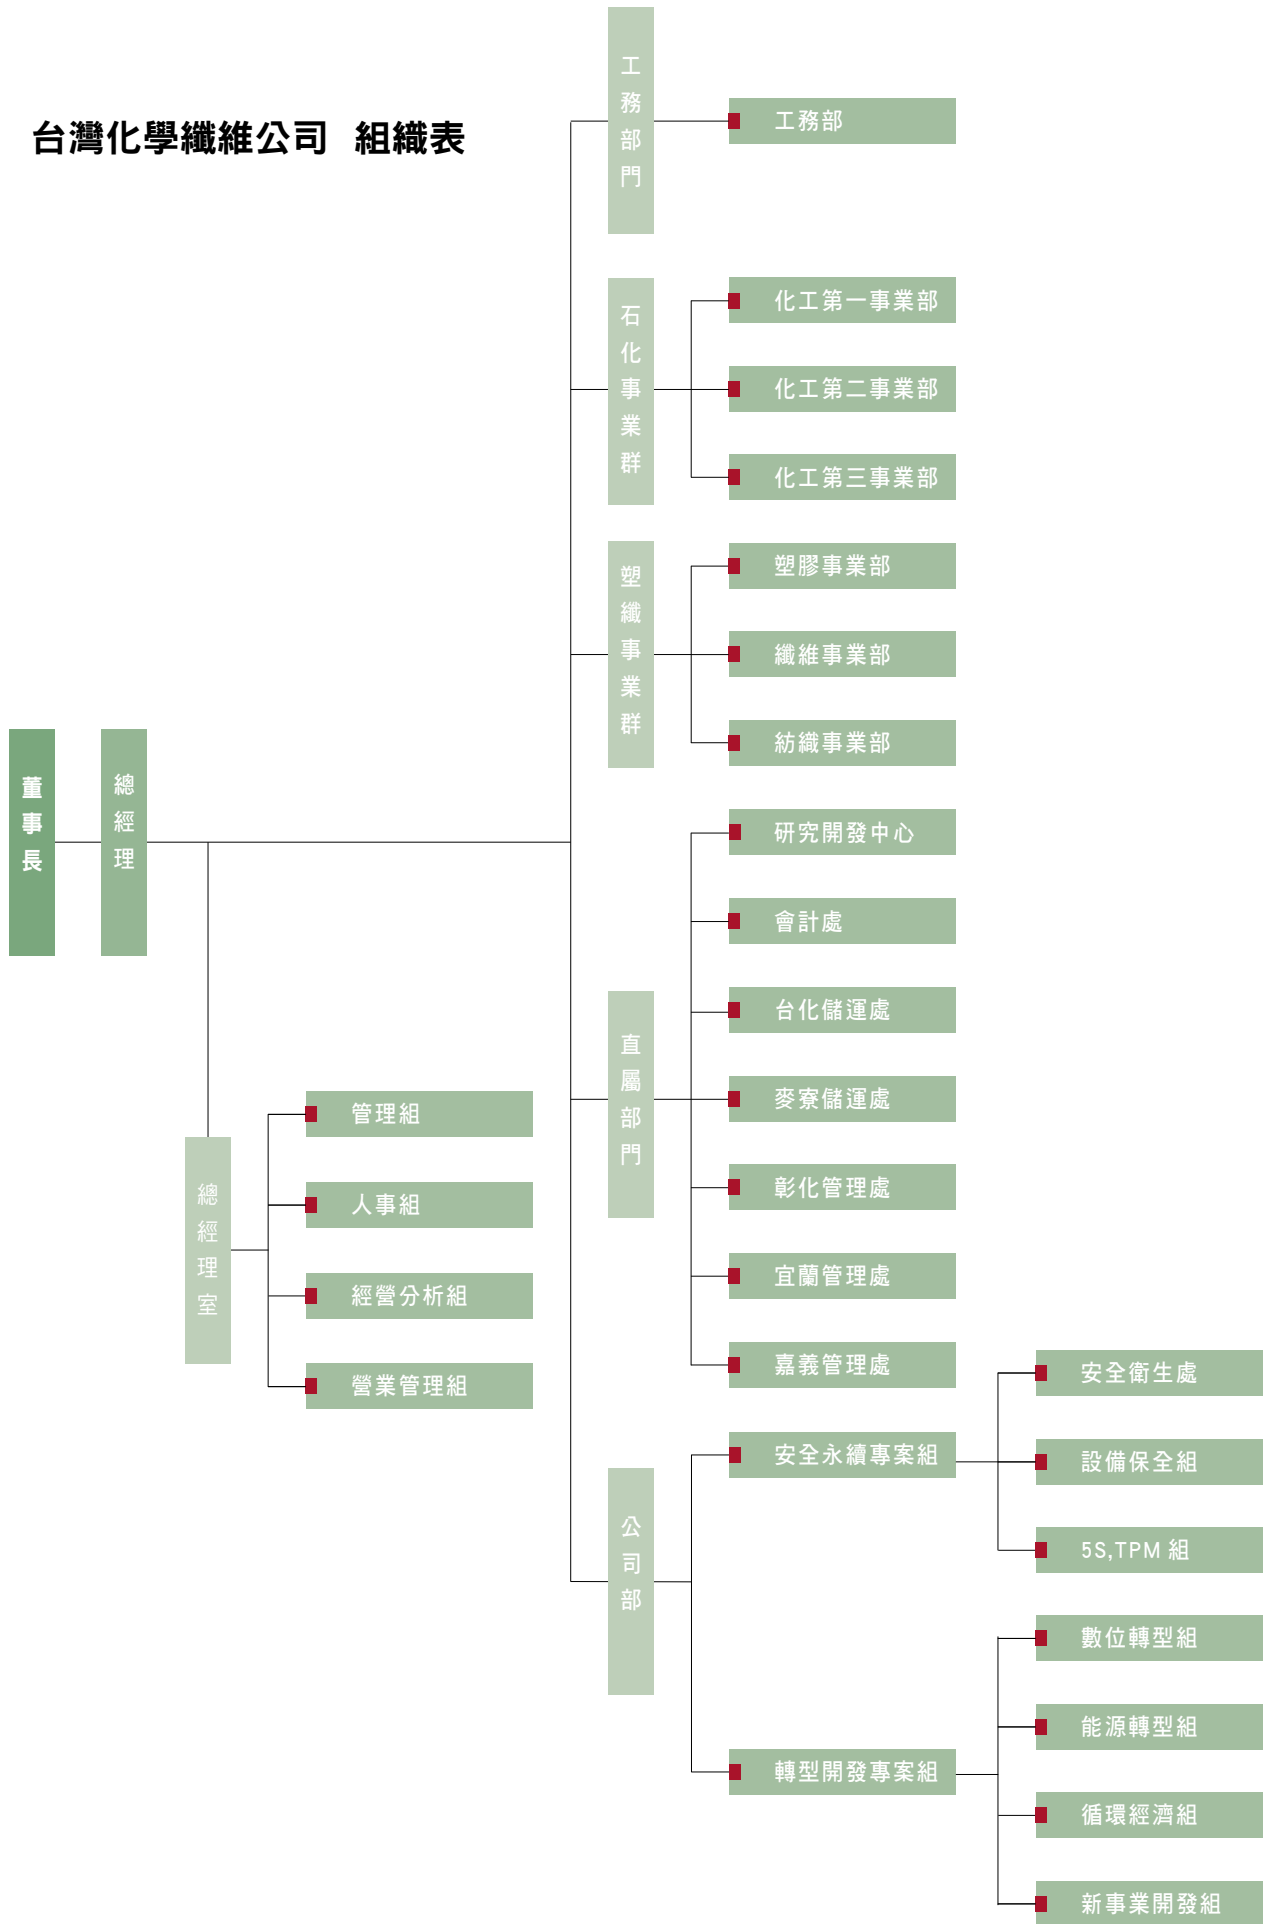 台灣化學纖維公司 組織表
董事長
總經理
總經理室
管理組
人事組
經營分析組
營業管理組
工務部門
工務部
石化事業群
化工第一事業部
化工第二事業部
化工第三事業部
塑纖事業群
塑膠事業部
纖維事業部
紡織事業部
直屬部門
研究開發中心
會計處
台化儲運處
麥寮儲運處
彰化管理處
宜蘭管理處
嘉義管理處
公司部
安全永續專案組
安全衛生處
設備保全組
5S,TPM 組
轉型開發專案組
數位轉型組
能源轉型組
循環經濟組
新事業開發組